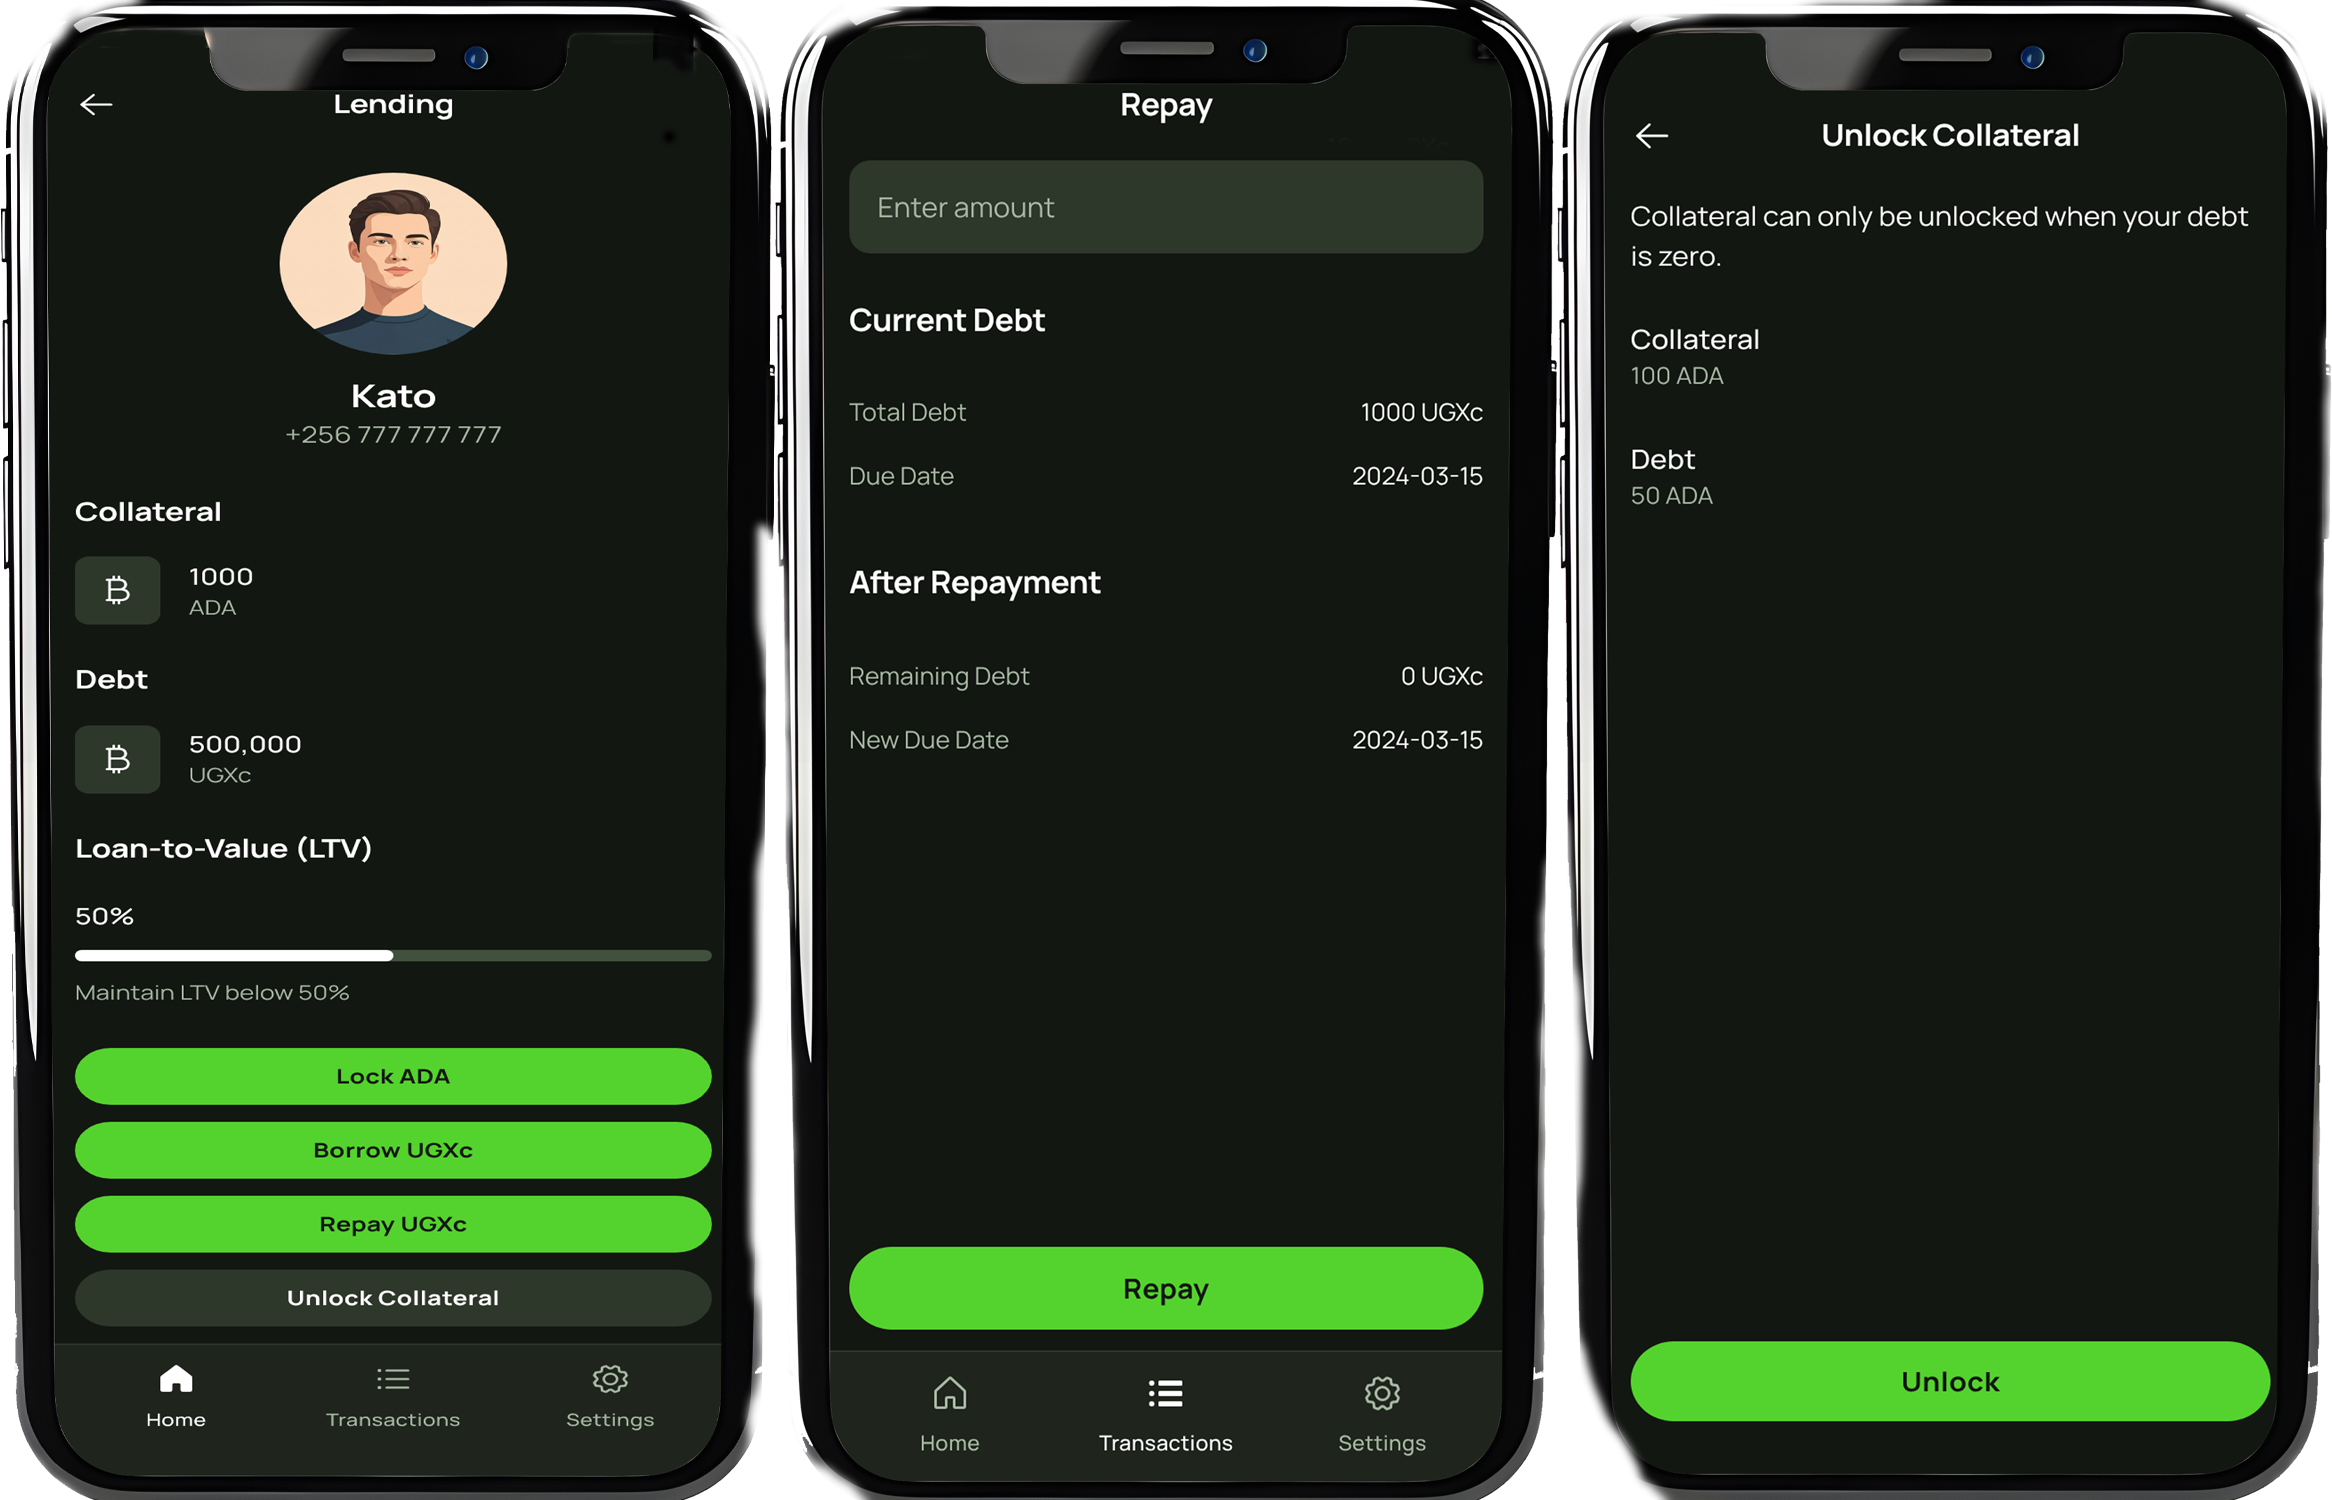 Lending
Kato
+256 777 777 777
Collateral
1000
ADA
Debt
500,000
UGXc
Loan-to-Value (LTV)
50%
Maintain LTV below 50%
Lock ADA
Borrow UGXc
Repay UGXc
Unlock Collateral
Home Transactions Settings
Repay
Enter amount
Current Debt
Total Debt 1000 UGXc
Due Date 2024-03-15
After Repayment
Remaining Debt 0 UGXc
New Due Date 2024-03-15
Repay
Home Transactions Settings
Unlock Collateral
Collateral can only be unlocked when your debt
is zero.
Collateral
100 ADA
Debt
50 ADA
Unlock